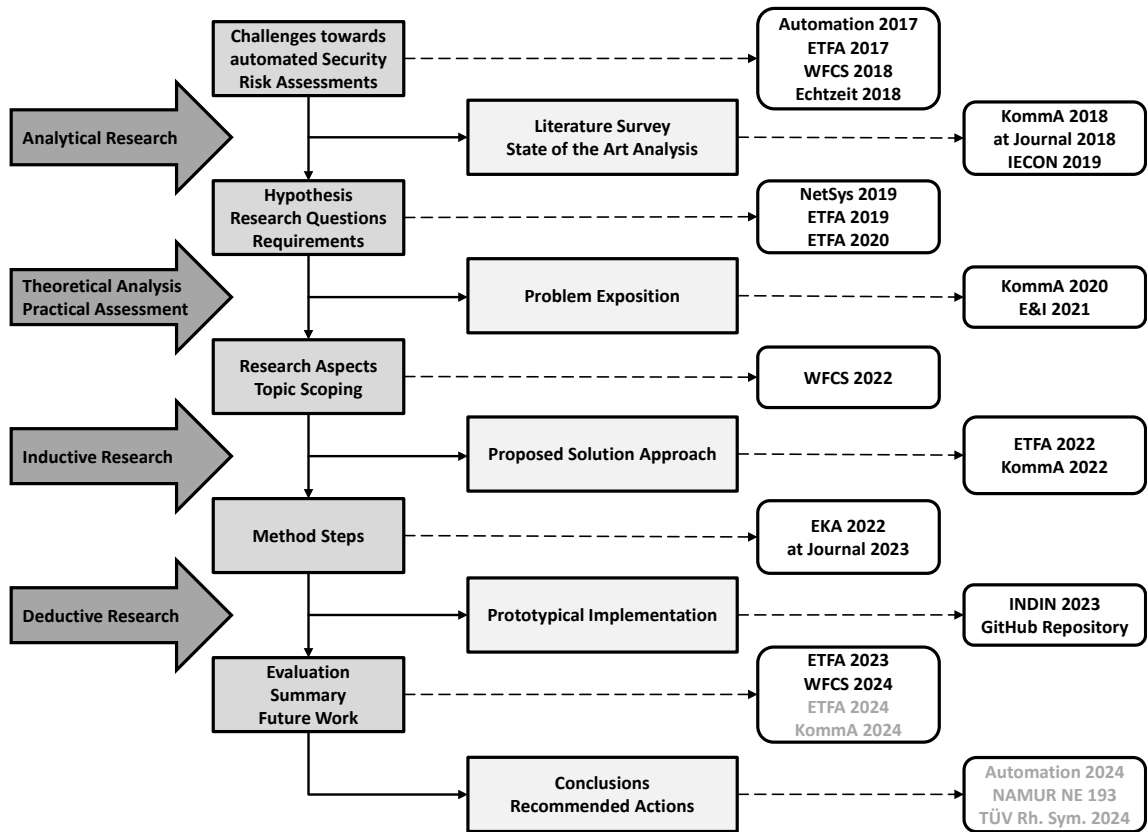 Challenges towards
automated Security
Risk Assessments
Automation 2017
ETFA 2017
WFCS 2018
Echtzeit 2018
Analytical Research
Literature Survey
State of the Art Analysis
KommA 2018
at Journal 2018
IECON 2019
Hypothesis
Research Questions
Requirements
NetSys 2019
ETFA 2019
ETFA 2020
Theoretical Analysis
Practical Assessment
Problem Exposition
KommA 2020
E&I 2021
Research Aspects
Topic Scoping
WFCS 2022
Inductive Research
Proposed Solution Approach
ETFA 2022
KommA 2022
Method Steps
EKA 2022
at Journal 2023
Deductive Research
Prototypical Implementation
INDIN 2023
GitHub Repository
Evaluation
Summary
Future Work
ETFA 2023
WFCS 2024
ETFA 2024
KommA 2024
Conclusions
Recommended Actions
Automation 2024
NAMUR NE 193
TÜV Rh. Sym. 2024